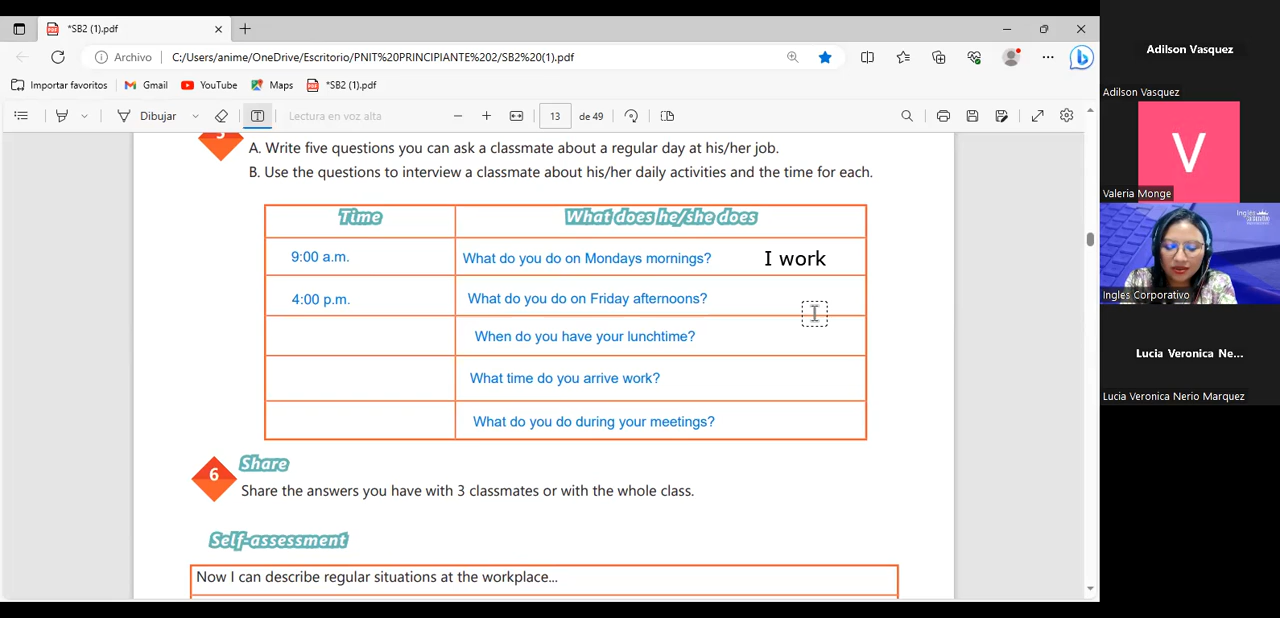 *SB2 (1).pdf
Archivo
C:/Users/anime/OneDrive/Escritorio/PNIT%20PRINCIPIANTE%202/SB2%20(1).pdf
Importar favoritos
Gmail
YouTube
Maps
*SB2 (1).pdf
Dibujar
Lectura en voz alta
13
de 49
A. Write five questions you can ask a classmate about a regular day at his/her job.
B. Use the questions to interview a classmate about his/her daily activities and the time for each.
Time What does he/she does
9:00 a.m. What do you do on Mondays mornings? I work
4:00 p.m. What do you do on Friday afternoons?
When do you have your lunchtime?
What time do you arrive work?
What do you do during your meetings?
6
Share
Share the answers you have with 3 classmates or with the whole class.
Self-assessment
Now I can describe regular situations at the workplace...
Adilson Vasquez
Adilson Vasquez
V
Valeria Monge
Ingles Corporativo
Lucia Veronica Ne...
Lucia Veronica Nerio Marquez